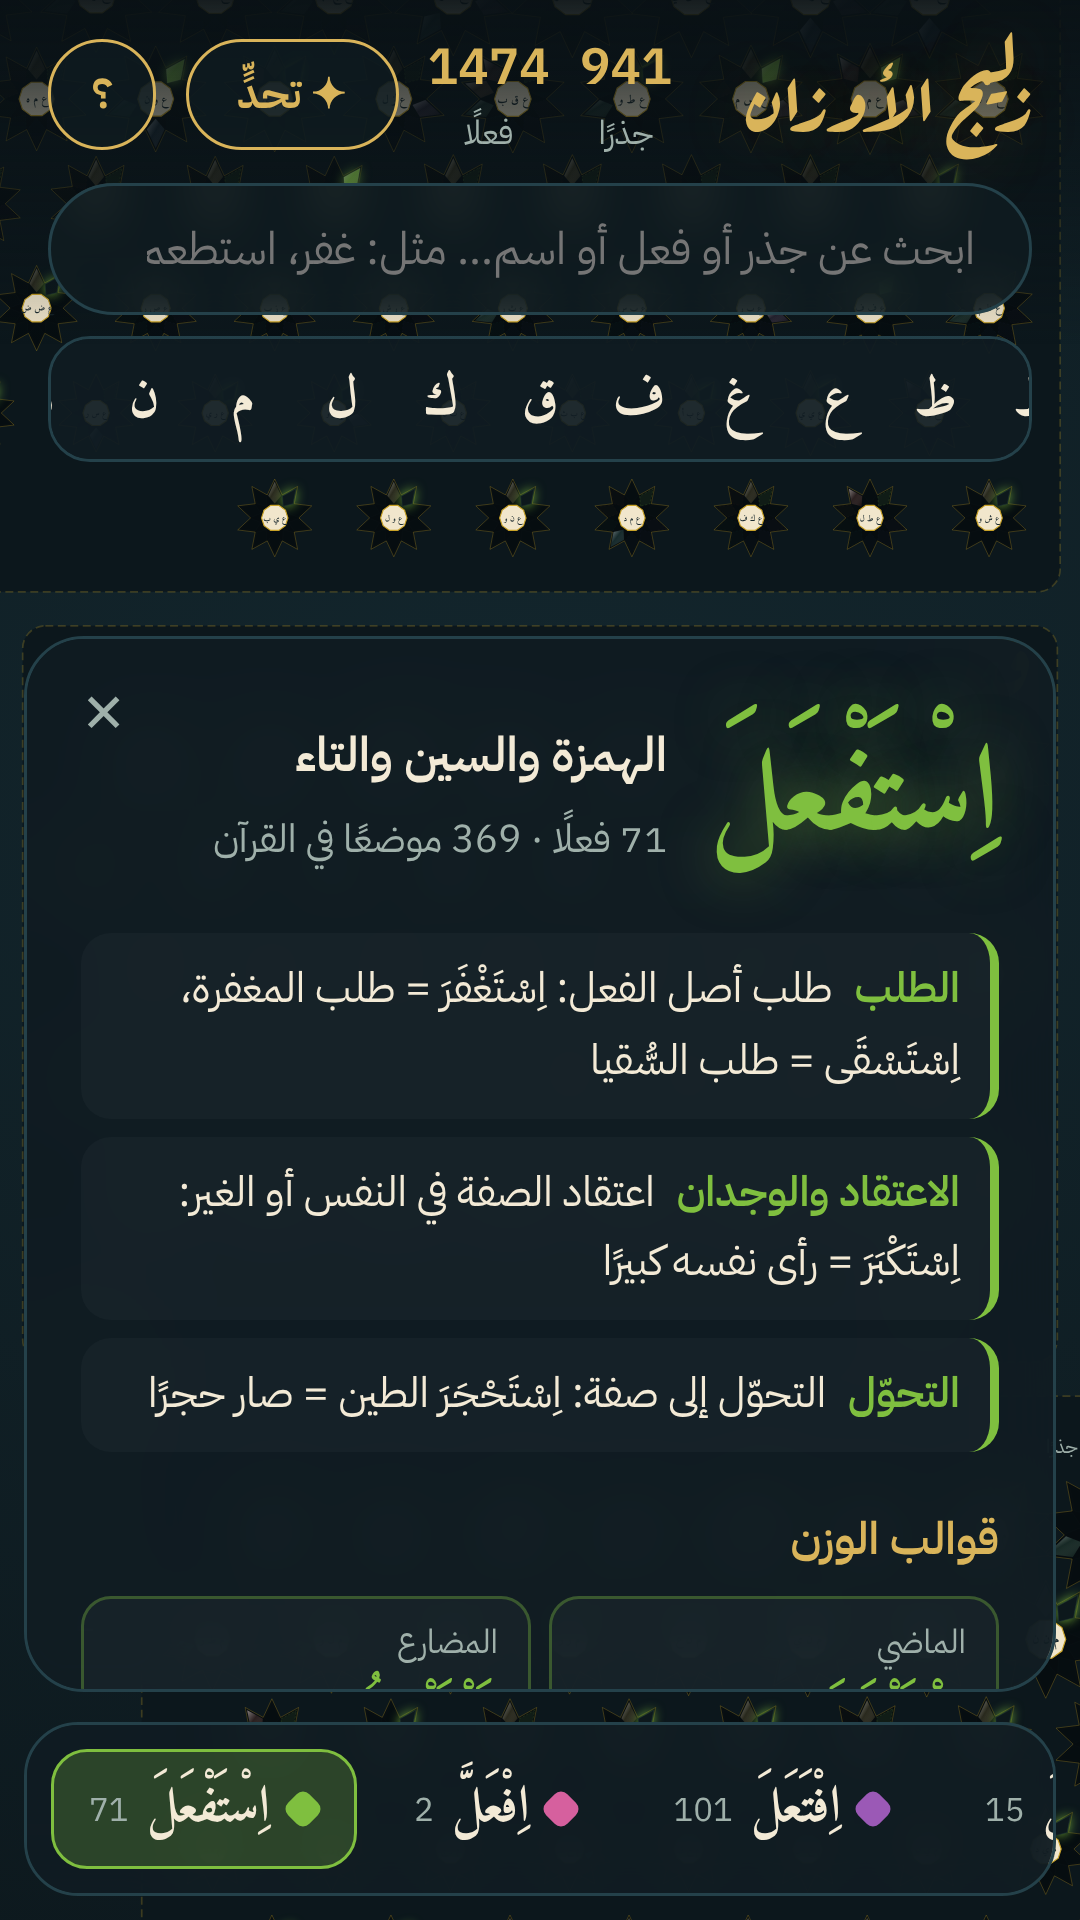 زيج الأوزان
941 جذرًا
1474 فعلًا
✦ تحدٍّ
؟
ابحث عن جذر أو فعل أو اسم… مثل: غفر، استطعم
ظ ع غ ف ق ك ل م ن
ع ش و
ع ط ل
ع ك ف
ع م د
ع ن و
ع و ل
ع ي ب
اِسْتَفْعَلَ
✕
الهمزة والسين والتاء
71 فعلًا · 369 موضعًا في القرآن
الطلب طلب أصل الفعل: اِسْتَغْفَرَ = طلب المغفرة،
اِسْتَسْقَى = طلب السُّقيا
الاعتقاد والوجدان اعتقاد الصفة في النفس أو الغير:
اِسْتَكْبَرَ = رأى نفسه كبيرًا
التحوّل التحوّل إلى صفة: اِسْتَحْجَرَ الطين = صار حجرًا
قوالب الوزن
الماضي
المضارع
15
اِفْتَعَلَ 101
اِفْعَلَّ 2
اِسْتَفْعَلَ 71